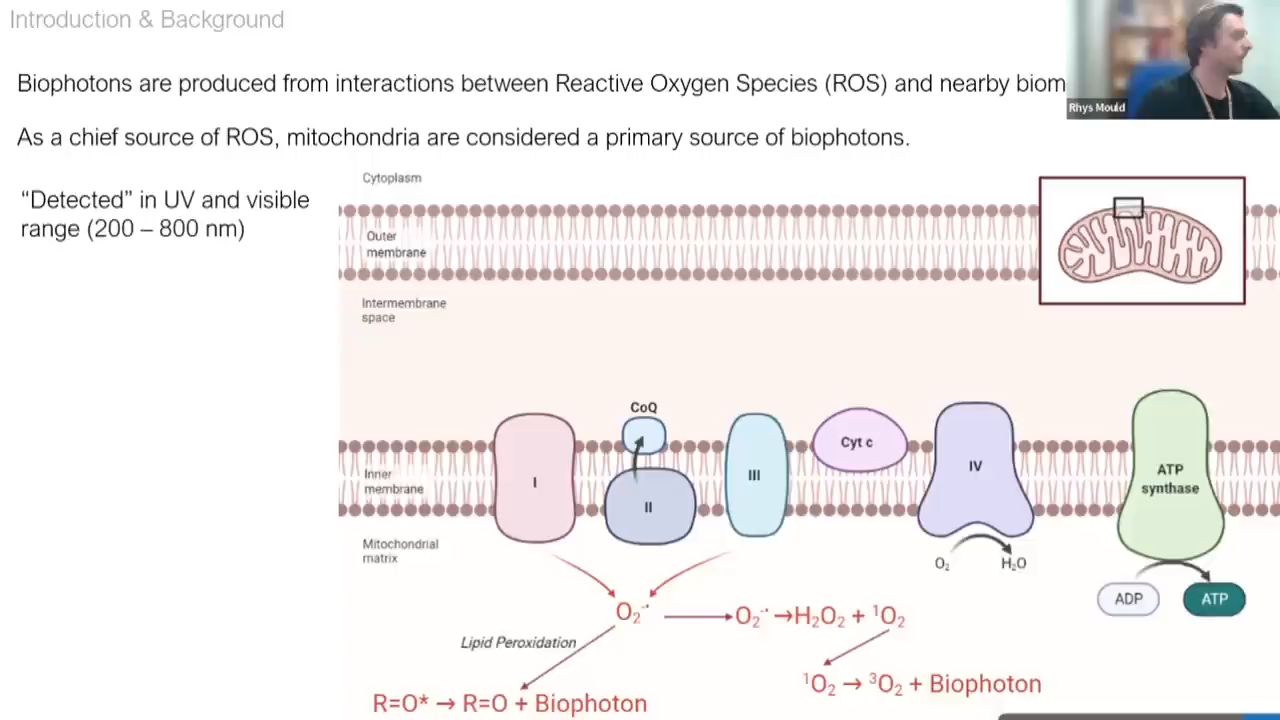 Introduction & Background
Biophotons are produced from interactions between Reactive Oxygen Species (ROS) and nearby biom
Rhys Mould
As a chief source of ROS, mitochondria are considered a primary source of biophotons.
“Detected” in UV and visible
range (200 – 800 nm)
Cytoplasm
Outer
membrane
Intermembrane
space
CoQ
Cyt c
Inner
membrane
I
II
III
IV
ATP
synthase
Mitochondrial
matrix
O₂
H₂O
ADP
ATP
O₂⁻˙
O₂⁻˙→H₂O₂ + ¹O₂
Lipid Peroxidation
¹O₂ → ³O₂ + Biophoton
R=O* → R=O + Biophoton